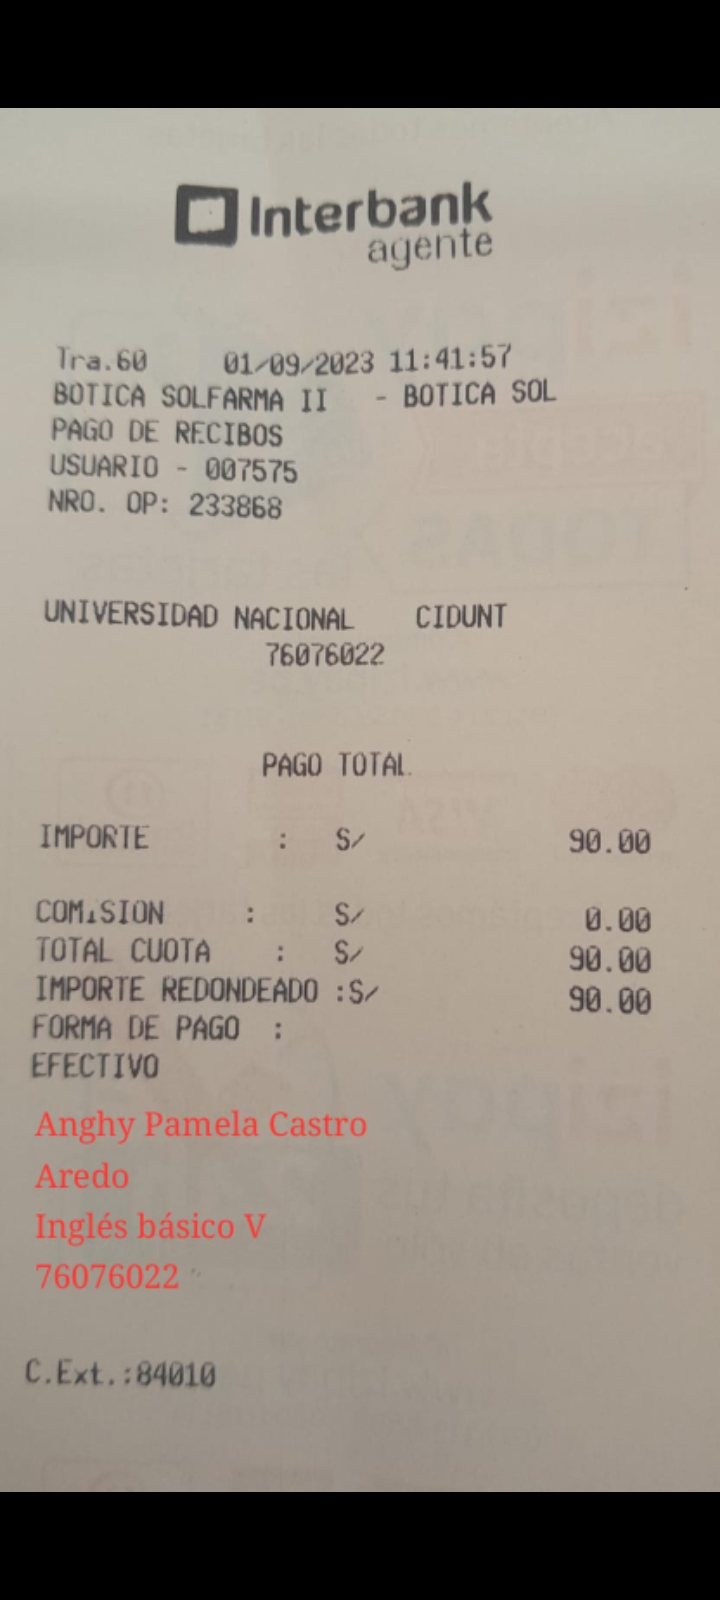 Interbank
agente
Tra.60 01/09/2023 11:41:57
BOTICA SOLFARMA II - BOTICA SOL
PAGO DE RECIBOS
USUARIO - 007575
NRO. OP: 233868
UNIVERSIDAD NACIONAL CIDUNT
76076022
PAGO TOTAL
IMPORTE : S/ 90.00
COMISION : S/ 0.00
TOTAL CUOTA : S/ 90.00
IMPORTE REDONDEADO :S/ 90.00
FORMA DE PAGO :
EFECTIVO
Anghy Pamela Castro
Aredo
Inglés básico V
76076022
C.Ext.:84010